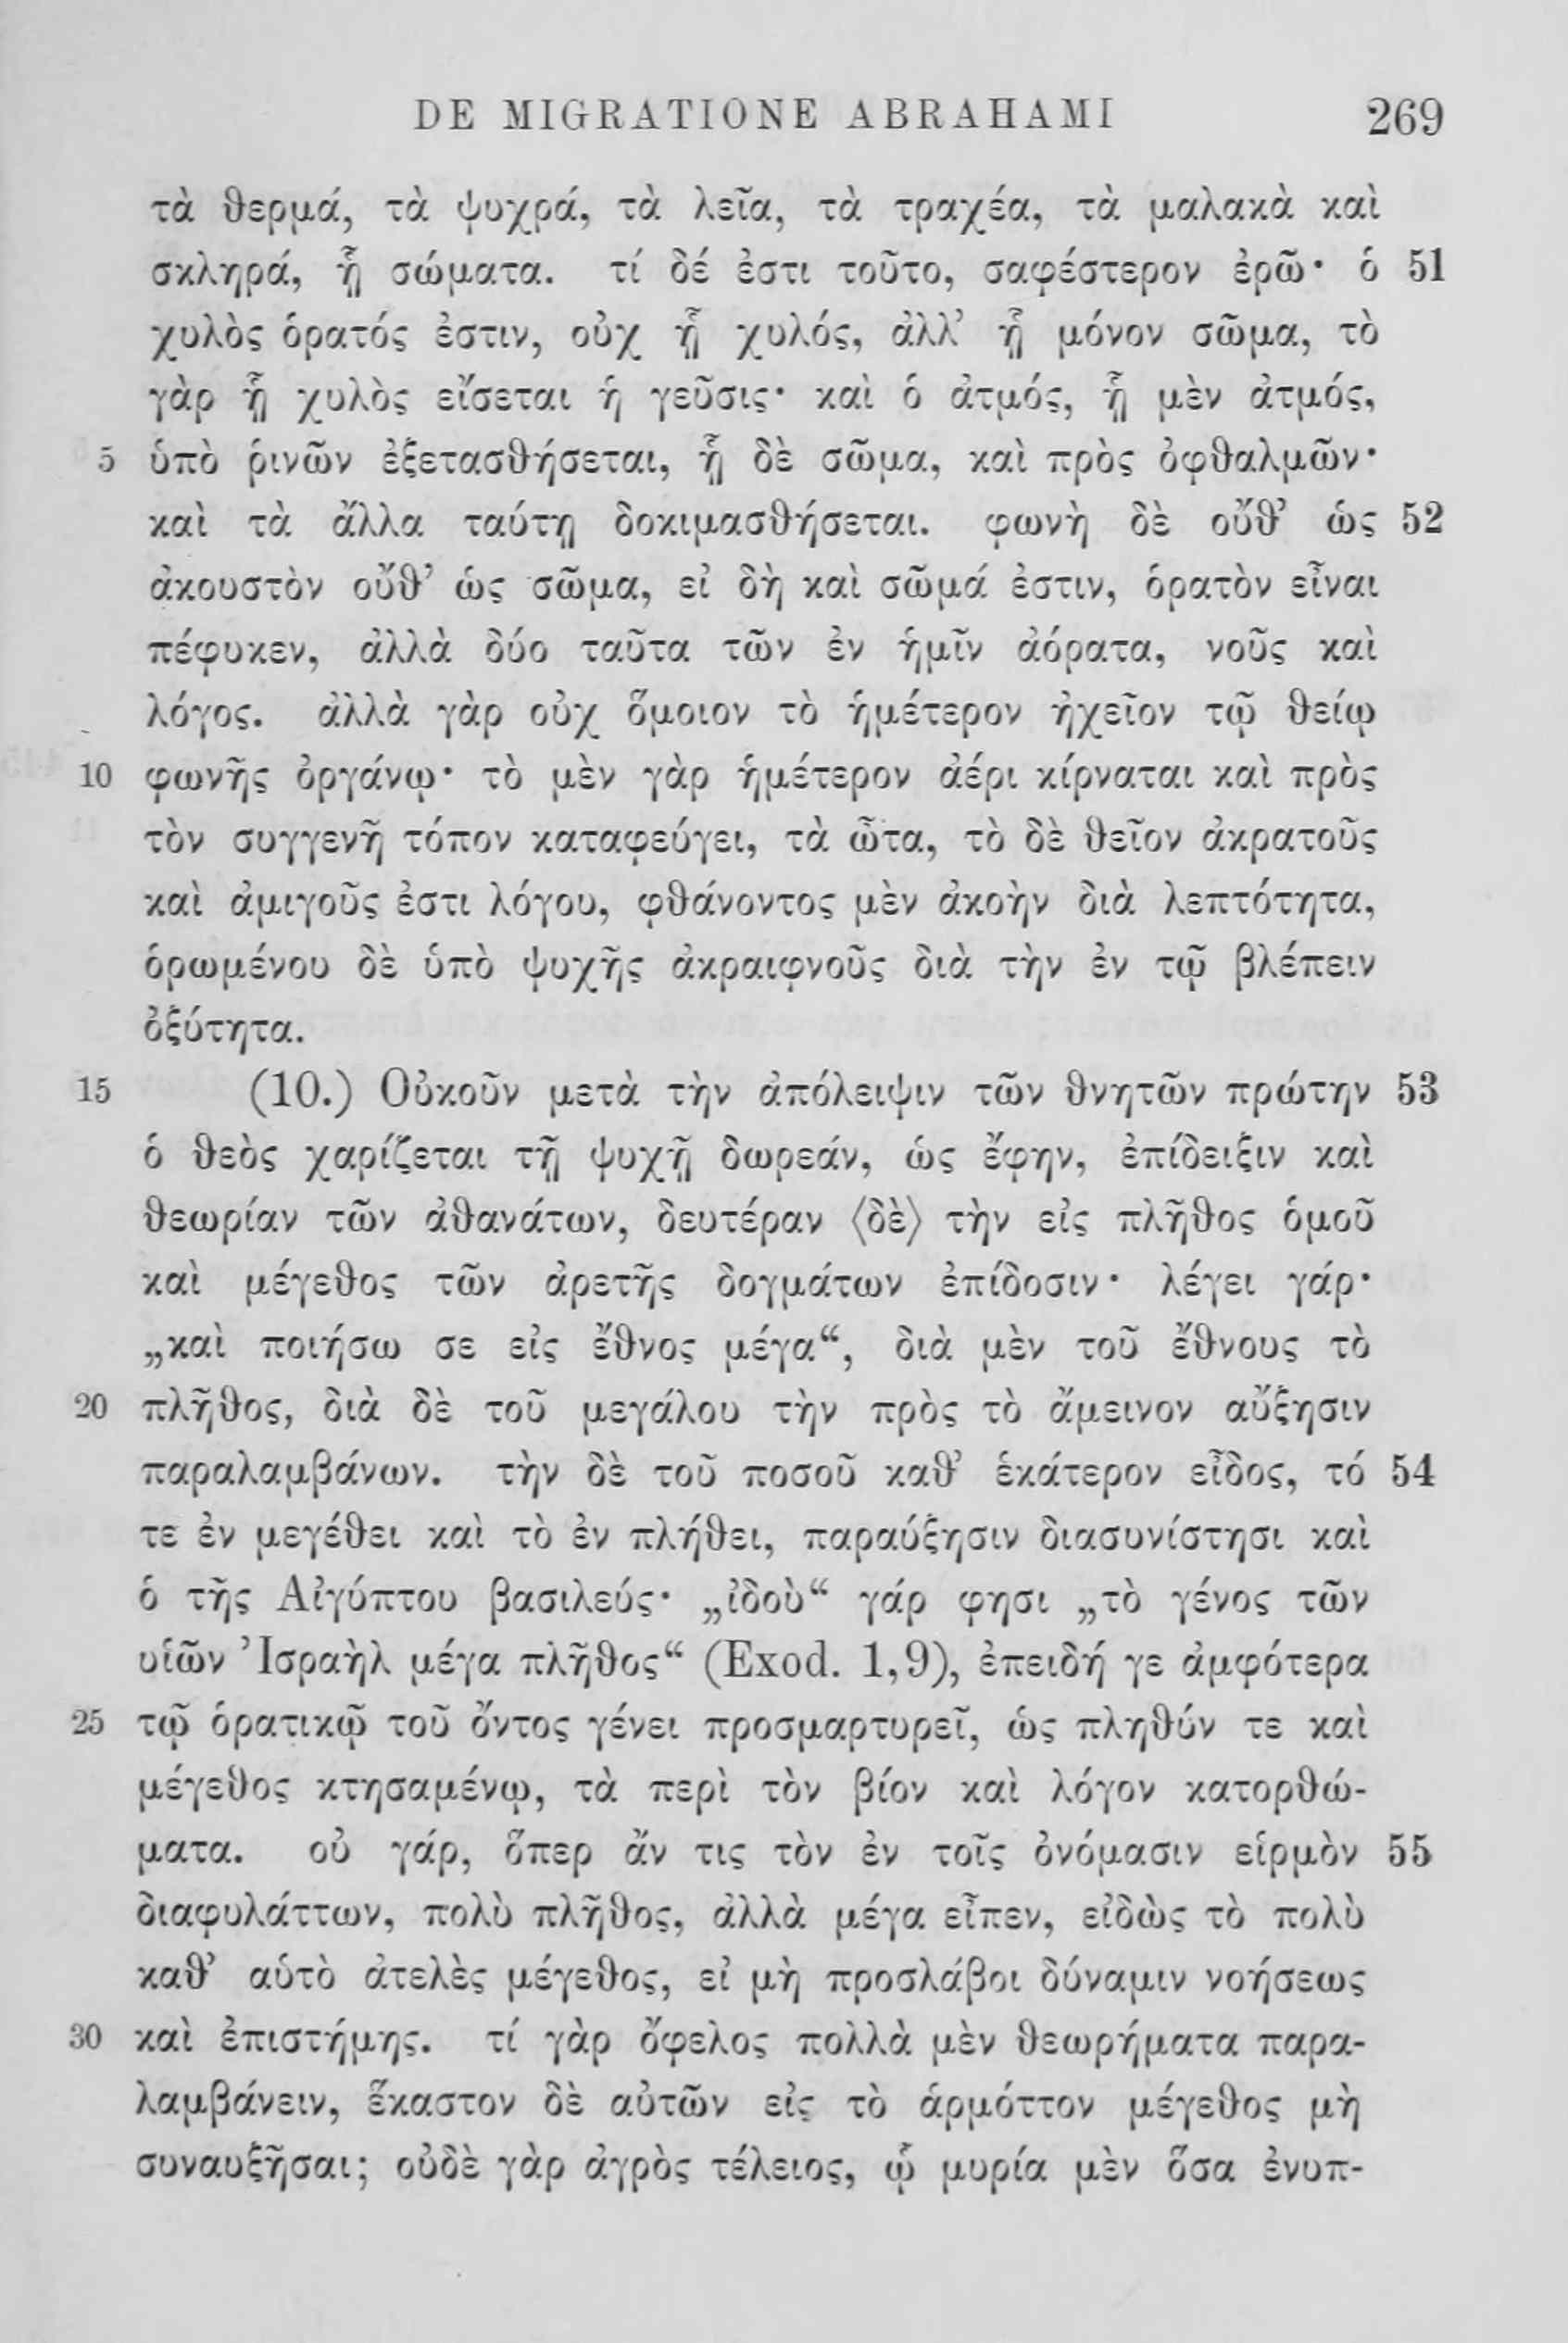 DE MIGRATIONE ABRAHAMI 269
τὰ θερμά, τὰ ψυχρά, τὰ λεῖα, τὰ τραχέα, τὰ μαλακὰ καὶ
σκληρά, ᾗ σώματα. τί δέ ἐστι τοῦτο, σαφέστερον ἐρῶ· ὁ 51
χυλὸς ὁρατός ἐστιν, οὐχ ᾗ χυλός, ἀλλ’ ᾗ μόνον σῶμα, τὸ
γὰρ ᾗ χυλὸς εἴσεται ἡ γεῦσις· καὶ ὁ ἀτμός, ᾗ μὲν ἀτμός,
5 ὑπὸ ῥινῶν ἐξετασθήσεται, ᾗ δὲ σῶμα, καὶ πρὸς ὀφθαλμῶν·
καὶ τὰ ἄλλα ταύτῃ δοκιμασθήσεται. φωνὴ δὲ οὔθ’ ὡς 52
ἀκουστὸν οὔθ’ ὡς σῶμα, εἰ δὴ καὶ σῶμά ἐστιν, ὁρατὸν εἶναι
πέφυκεν, ἀλλὰ δύο ταῦτα τῶν ἐν ἡμῖν ἀόρατα, νοῦς καὶ
λόγος. ἀλλὰ γὰρ οὐχ ὅμοιον τὸ ἡμέτερον ἠχεῖον τῷ θείῳ
10 φωνῆς ὀργάνῳ· τὸ μὲν γὰρ ἡμέτερον ἀέρι κίρναται καὶ πρὸς
τὸν συγγενῆ τόπον καταφεύγει, τὰ ὦτα, τὸ δὲ θεῖον ἀκρατοῦς
καὶ ἀμιγοῦς ἐστι λόγου, φθάνοντος μὲν ἀκοὴν διὰ λεπτότητα,
ὁρωμένου δὲ ὑπὸ ψυχῆς ἀκραιφνοῦς διὰ τὴν ἐν τῷ βλέπειν
ὀξύτητα.
15 (10.) Οὐκοῦν μετὰ τὴν ἀπόλειψιν τῶν θνητῶν πρώτην 53
ὁ θεὸς χαρίζεται τῇ ψυχῇ δωρεάν, ὡς ἔφην, ἐπίδειξιν καὶ
θεωρίαν τῶν ἀθανάτων, δευτέραν ⟨δὲ⟩ τὴν εἰς πλῆθος ὁμοῦ
καὶ μέγεθος τῶν ἀρετῆς δογμάτων ἐπίδοσιν· λέγει γάρ·
„καὶ ποιήσω σε εἰς ἔθνος μέγα“, διὰ μὲν τοῦ ἔθνους τὸ
20 πλῆθος, διὰ δὲ τοῦ μεγάλου τὴν πρὸς τὸ ἄμεινον αὔξησιν
παραλαμβάνων. τὴν δὲ τοῦ ποσοῦ καθ’ ἑκάτερον εἶδος, τό 54
τε ἐν μεγέθει καὶ τὸ ἐν πλήθει, παραύξησιν διασυνίστησι καὶ
ὁ τῆς Αἰγύπτου βασιλεύς· „ἰδοὺ“ γάρ φησι „τὸ γένος τῶν
υἱῶν Ἰσραὴλ μέγα πλῆθος“ (Exod. 1,9), ἐπειδή γε ἀμφότερα
25 τῷ ὁρατικῷ τοῦ ὄντος γένει προσμαρτυρεῖ, ὡς πληθύν τε καὶ
μέγεθος κτησαμένῳ, τὰ περὶ τὸν βίον καὶ λόγον κατορθώ-
ματα. οὐ γάρ, ὅπερ ἄν τις τὸν ἐν τοῖς ὀνόμασιν εἱρμὸν 55
διαφυλάττων, πολὺ πλῆθος, ἀλλὰ μέγα εἶπεν, εἰδὼς τὸ πολὺ
καθ’ αὑτὸ ἀτελὲς μέγεθος, εἰ μὴ προσλάβοι δύναμιν νοήσεως
30 καὶ ἐπιστήμης. τί γὰρ ὄφελος πολλὰ μὲν θεωρήματα παρα-
λαμβάνειν, ἕκαστον δὲ αὐτῶν εἰς τὸ ἁρμόττον μέγεθος μὴ
συναυξῆσαι; οὐδὲ γὰρ ἀγρὸς τέλειος, ᾧ μυρία μὲν ὅσα ἐνυπ-